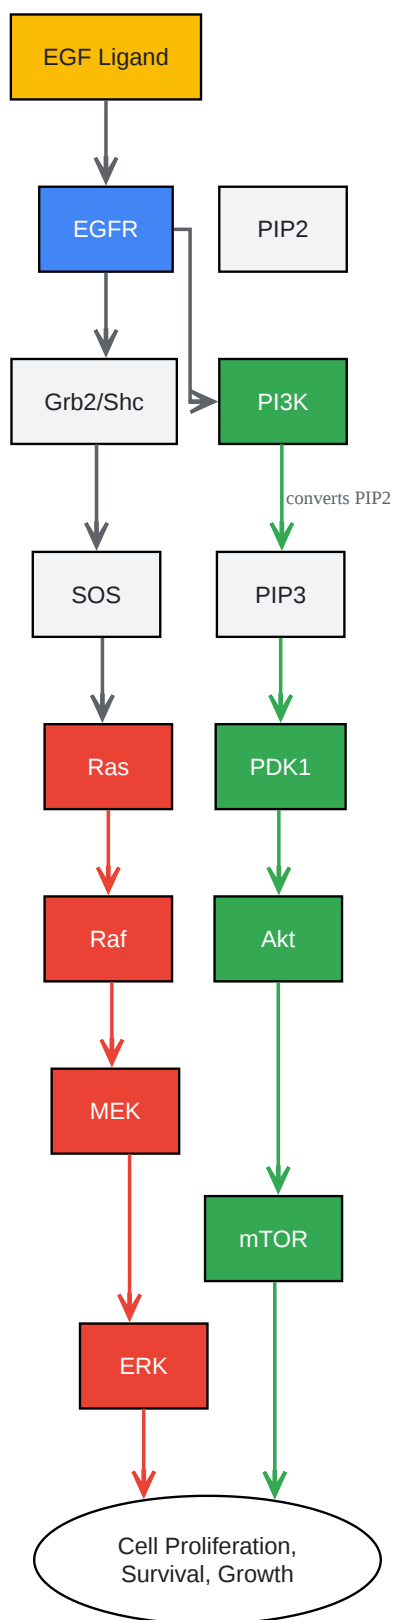 EGF Ligand
EGFR
PIP2
Grb2/Shc
PI3K
converts PIP2
SOS
PIP3
Ras
PDK1
Raf
Akt
MEK
mTOR
ERK
Cell Proliferation,
Survival, Growth